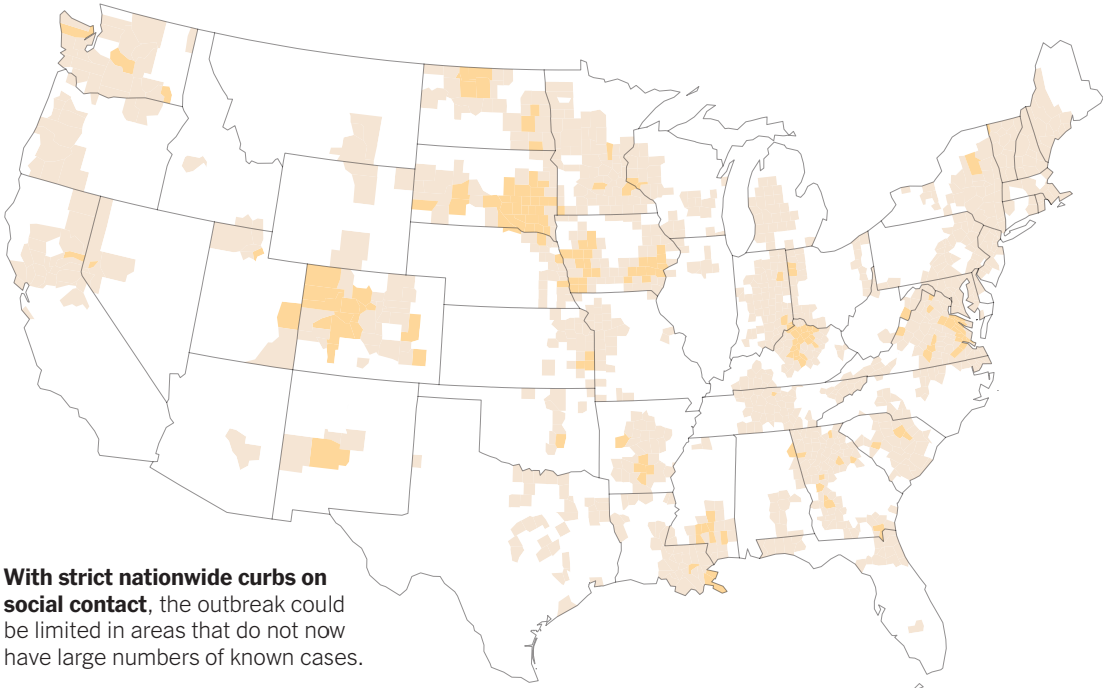 With strict nationwide curbs on
social contact, the outbreak could
be limited in areas that do not now
have large numbers of known cases.